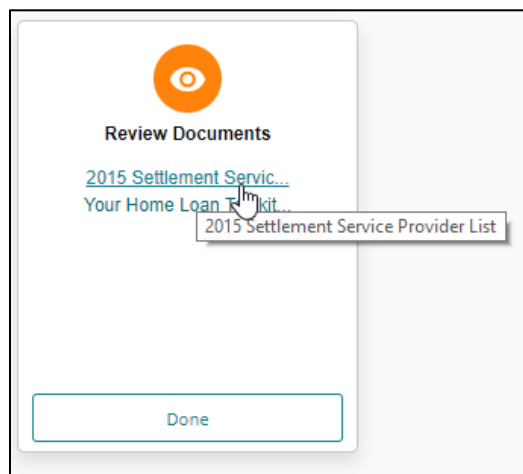 Review Documents
2015 Settlement Servic...
Your Home Loan T kit...
2015 Settlement Service Provider List
Done